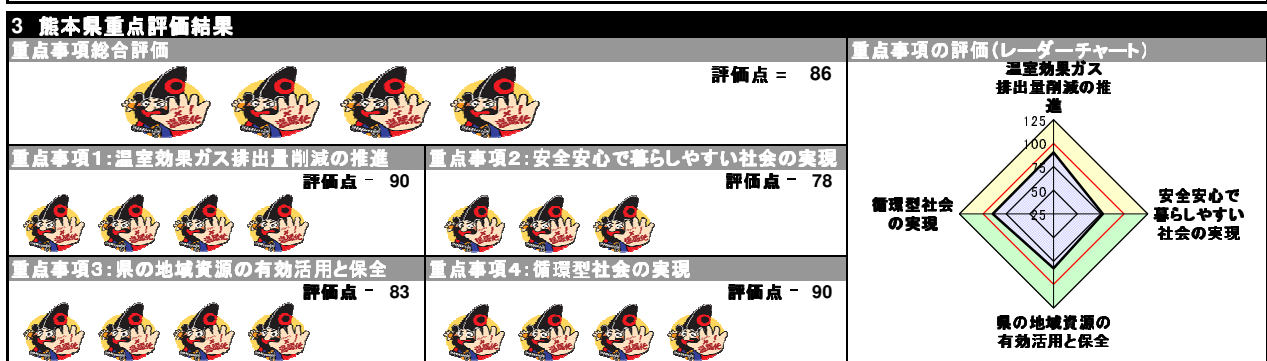 3 熊本県重点評価結果
重点事項総合評価
評価点 = 86
重点事項1:温室効果ガス排出量削減の推進
評価点 = 90
重点事項2:安全安心で暮らしやすい社会の実現
評価点 = 78
重点事項3:県の地域資源の有効活用と保全
評価点 = 83
重点事項4:循環型社会の実現
評価点 = 90
重点事項の評価(レーダーチャート)
温室効果ガス
排出量削減の推
進
125
100
75
50
25
安全安心で
暮らしやすい
社会の実現
県の地域資源の
有効活用と保全
循環型社会
の実現